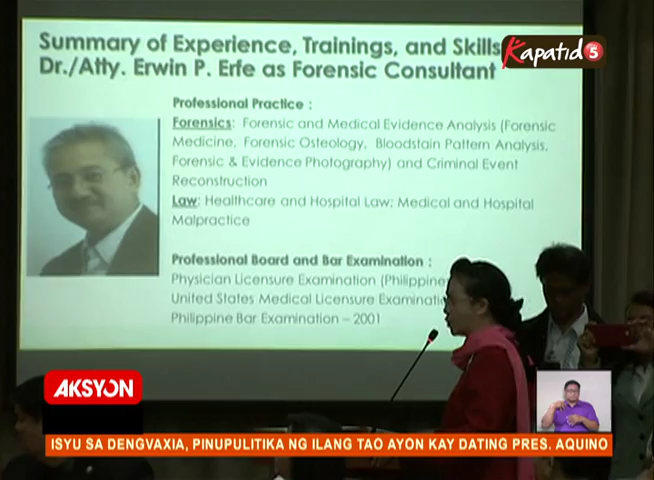 Summary of Experience, Trainings, and Skills
Dr./Atty. Erwin P. Erfe as Forensic Consultant
Kapatid 5
Professional Practice :
Forensics: Forensic and Medical Evidence Analysis (Forensic
Medicine, Forensic Osteology, Bloodstain Pattern Analysis,
Forensic & Evidence Photography) and Criminal Event
Reconstruction
Law: Healthcare and Hospital Law; Medical and Hospital
Malpractice
Professional Board and Bar Examination :
Physician Licensure Examination
United States Medical Licensure
Philippine Bar Examination – 2001
AKSYON
ISYU SA DENGVAXIA, PINUPULITIKA NG ILANG TAO AYON KAY DATING PRES. AQUINO